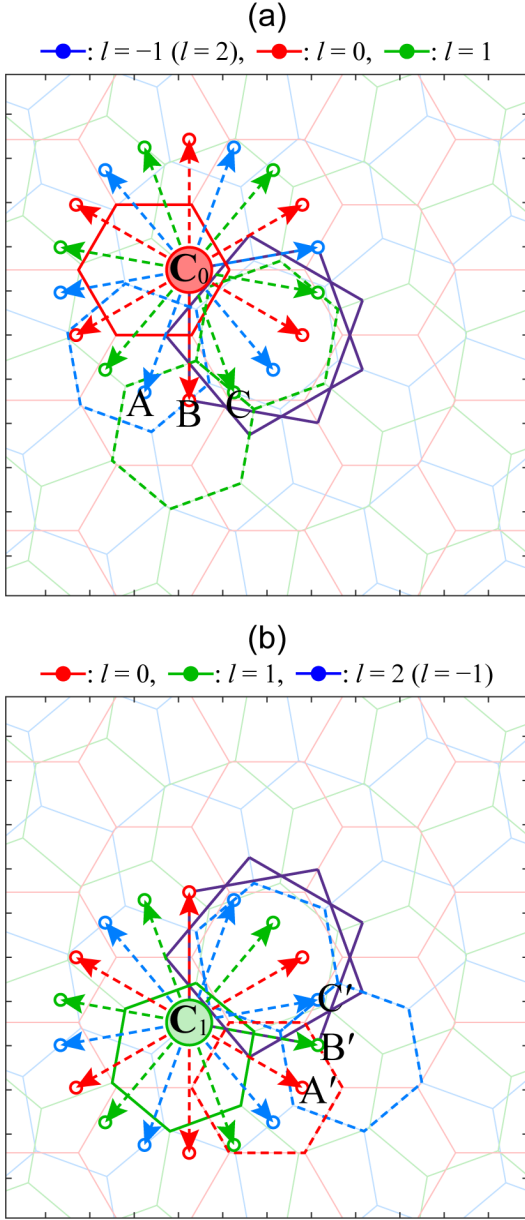 (a)
: l = −1 (l = 2), : l = 0, : l = 1
C₀
A B C
(b)
: l = 0, : l = 1, : l = 2 (l = −1)
C′
C₁
B′
A′